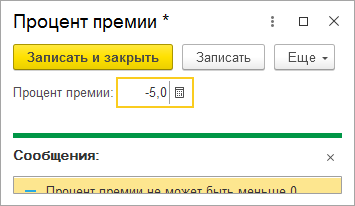 Процент премии *
Записать и закрыть Записать Еще
Процент премии: -5,0
Сообщения:
Процент премии не может быть меньше 0